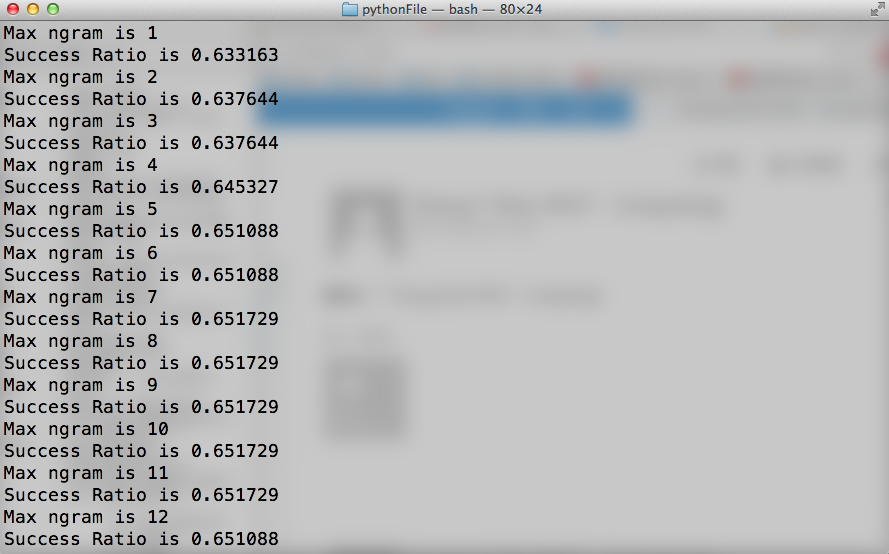 pythonFile — bash — 80×24
Max ngram is 1
Success Ratio is 0.633163
Max ngram is 2
Success Ratio is 0.637644
Max ngram is 3
Success Ratio is 0.637644
Max ngram is 4
Success Ratio is 0.645327
Max ngram is 5
Success Ratio is 0.651088
Max ngram is 6
Success Ratio is 0.651088
Max ngram is 7
Success Ratio is 0.651729
Max ngram is 8
Success Ratio is 0.651729
Max ngram is 9
Success Ratio is 0.651729
Max ngram is 10
Success Ratio is 0.651729
Max ngram is 11
Success Ratio is 0.651729
Max ngram is 12
Success Ratio is 0.651088